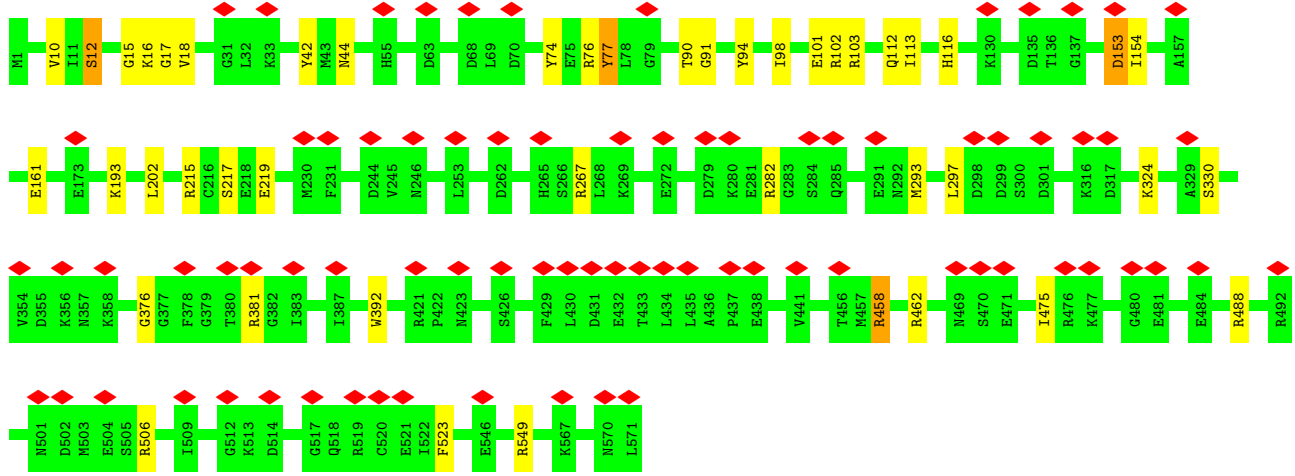 M1 V10 I11 S12 G15 K16 G17 V18 G31 L32 K33 Y42 M43 N44 H55 D63 D68 L69 D70 Y74 E75 R76 Y77 L78 G79 T90 G91 Y94 I98 E101 R102 R103 Q112 I113 H116 K130 D135 T136 G137 D153 I154 A157
E161 E173 K193 L202 R215 C216 S217 E218 E219 M230 F231 D244 V245 N246 L253 D262 H265 S266 R267 L268 K269 E272 D279 K280 E281 R282 G283 S284 Q285 E291 N292 M293 L297 D298 D299 S300 D301 K316 D317 K324 A329 S330
V354 D355 K356 N357 K358 G376 G377 F378 G379 T380 R381 G382 I383 I387 W392 R421 P422 N423 S426 F429 L430 D431 E432 T433 L434 L435 A436 P437 E438 V441 T456 M457 R458 R462 N469 S470 E471 I475 R476 K477 G480 E481 E484 R488 R492
N501 D502 M503 E504 S505 R506 I509 G512 K513 D514 G517 Q518 R519 C520 E521 I522 F523 E546 R549 K567 N570 L571